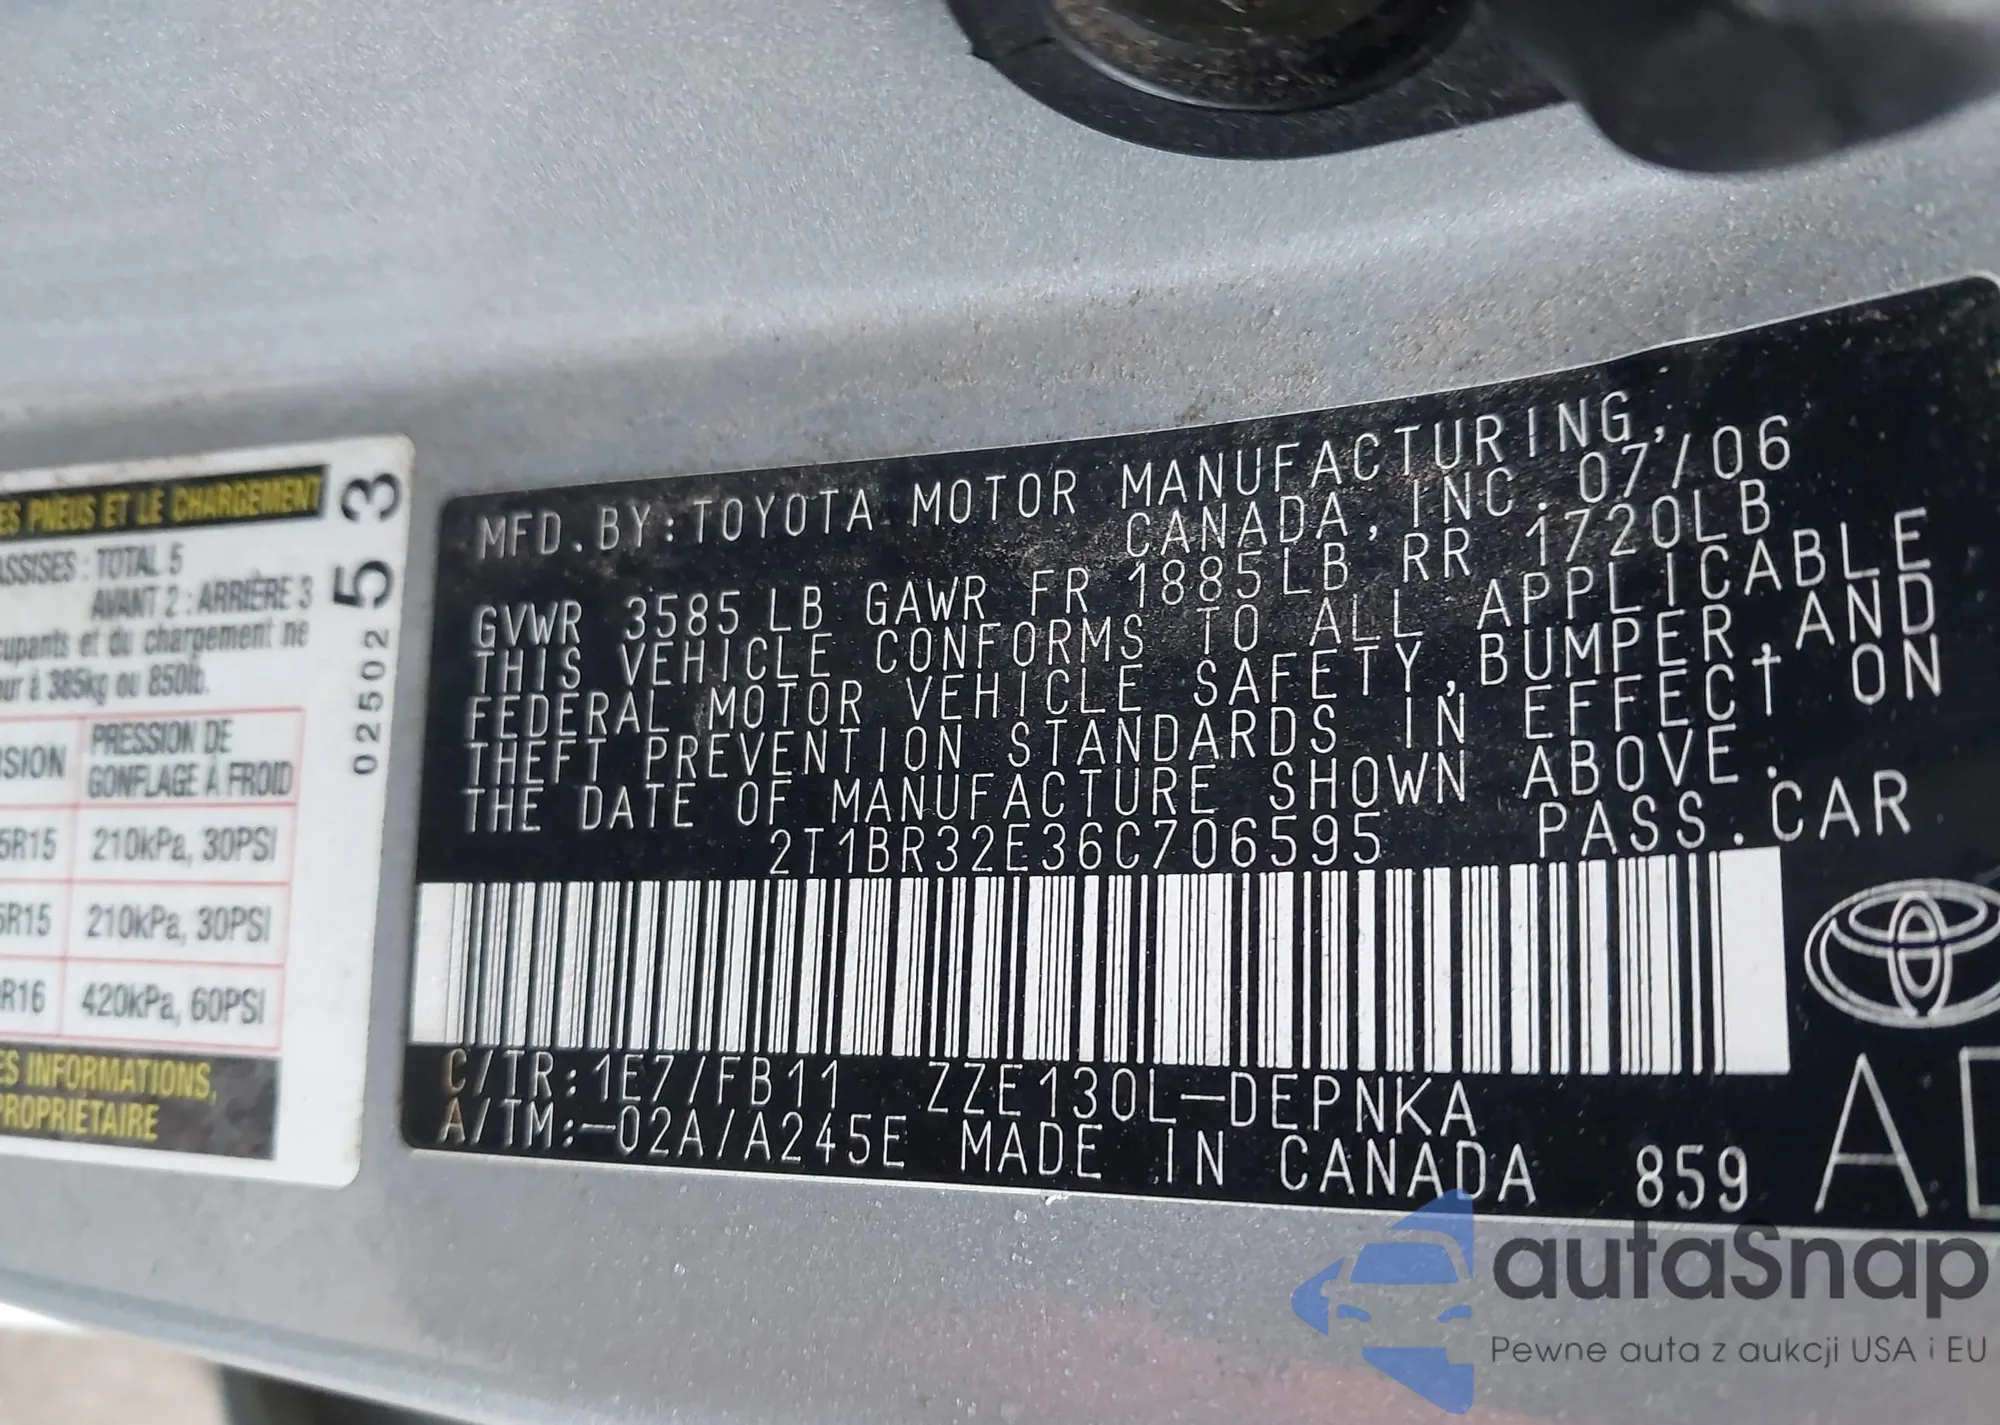 ES PNEUS ET LE CHARGEMENT
ASSISES : TOTAL 5
AVANT 2 : ARRIÈRE 3
cupants et du chargement ne
ur à 385kg ou 850lb.
SION PRESSION DE
GONFLAGE À FROID
5R15 210kPa, 30PSI
5R15 210kPa, 30PSI
R16 420kPa, 60PSI
ES INFORMATIONS,
PROPRIÉTAIRE
02502 53
MFD. BY: TOYOTA MOTOR MANUFACTURING,
CANADA, INC. 07/06
GVWR 3585 LB GAWR FR 1885LB RR 1720LB
THIS VEHICLE CONFORMS TO ALL APPLICABLE
FEDERAL MOTOR VEHICLE SAFETY, BUMPER, AND
THEFT PREVENTION STANDARDS IN EFFECT ON
THE DATE OF MANUFACTURE SHOWN ABOVE.
2T1BR32E36C706595 PASS. CAR
C/TR: 1E7/FB11 ZZE130L-DEPNKA
A/TM:-02A/A245E MADE IN CANADA 859
A
autaSnap
Pewne auta z aukcji USA i EU